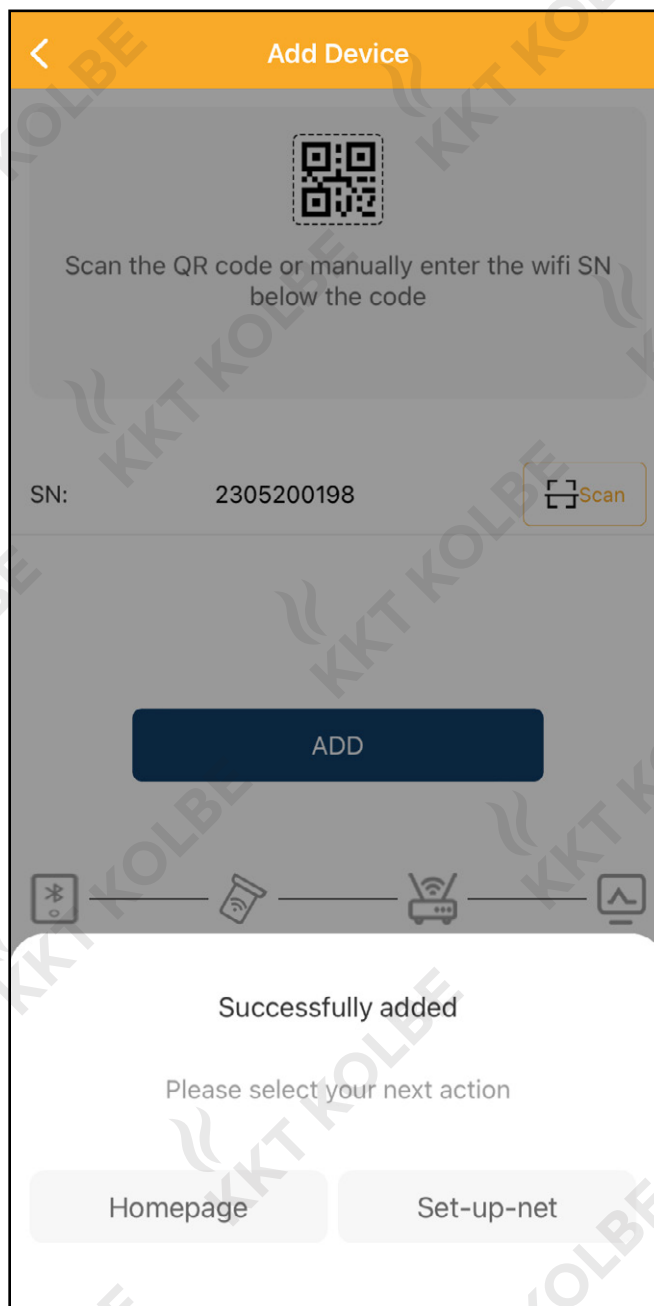 Add Device
Scan the QR code or manually enter the wifi SN
below the code
SN: 2305200198 Scan
ADD
Successfully added
Please select your next action
Homepage Set-up-net
KKT KOLBE